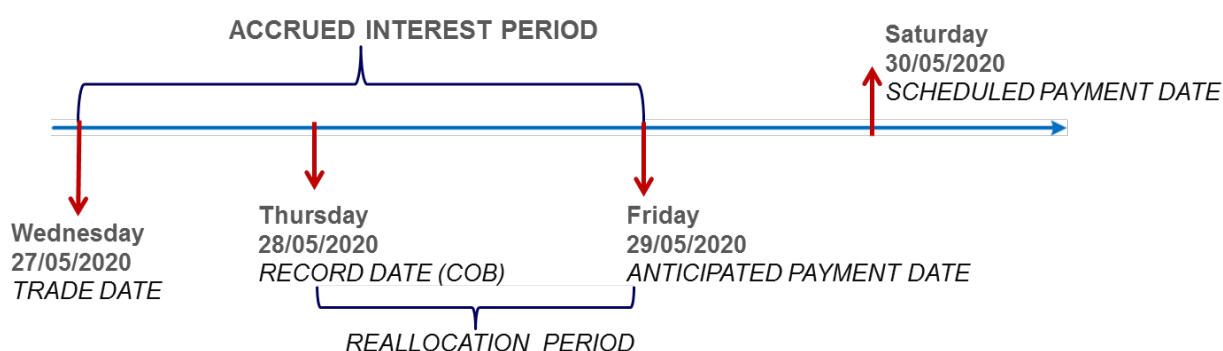 ACCRUED INTEREST PERIOD
Saturday
30/05/2020
SCHEDULED PAYMENT DATE
Wednesday
27/05/2020
TRADE DATE
Thursday
28/05/2020
RECORD DATE (COB)
Friday
29/05/2020
ANTICIPATED PAYMENT DATE
REALLOCATION PERIOD